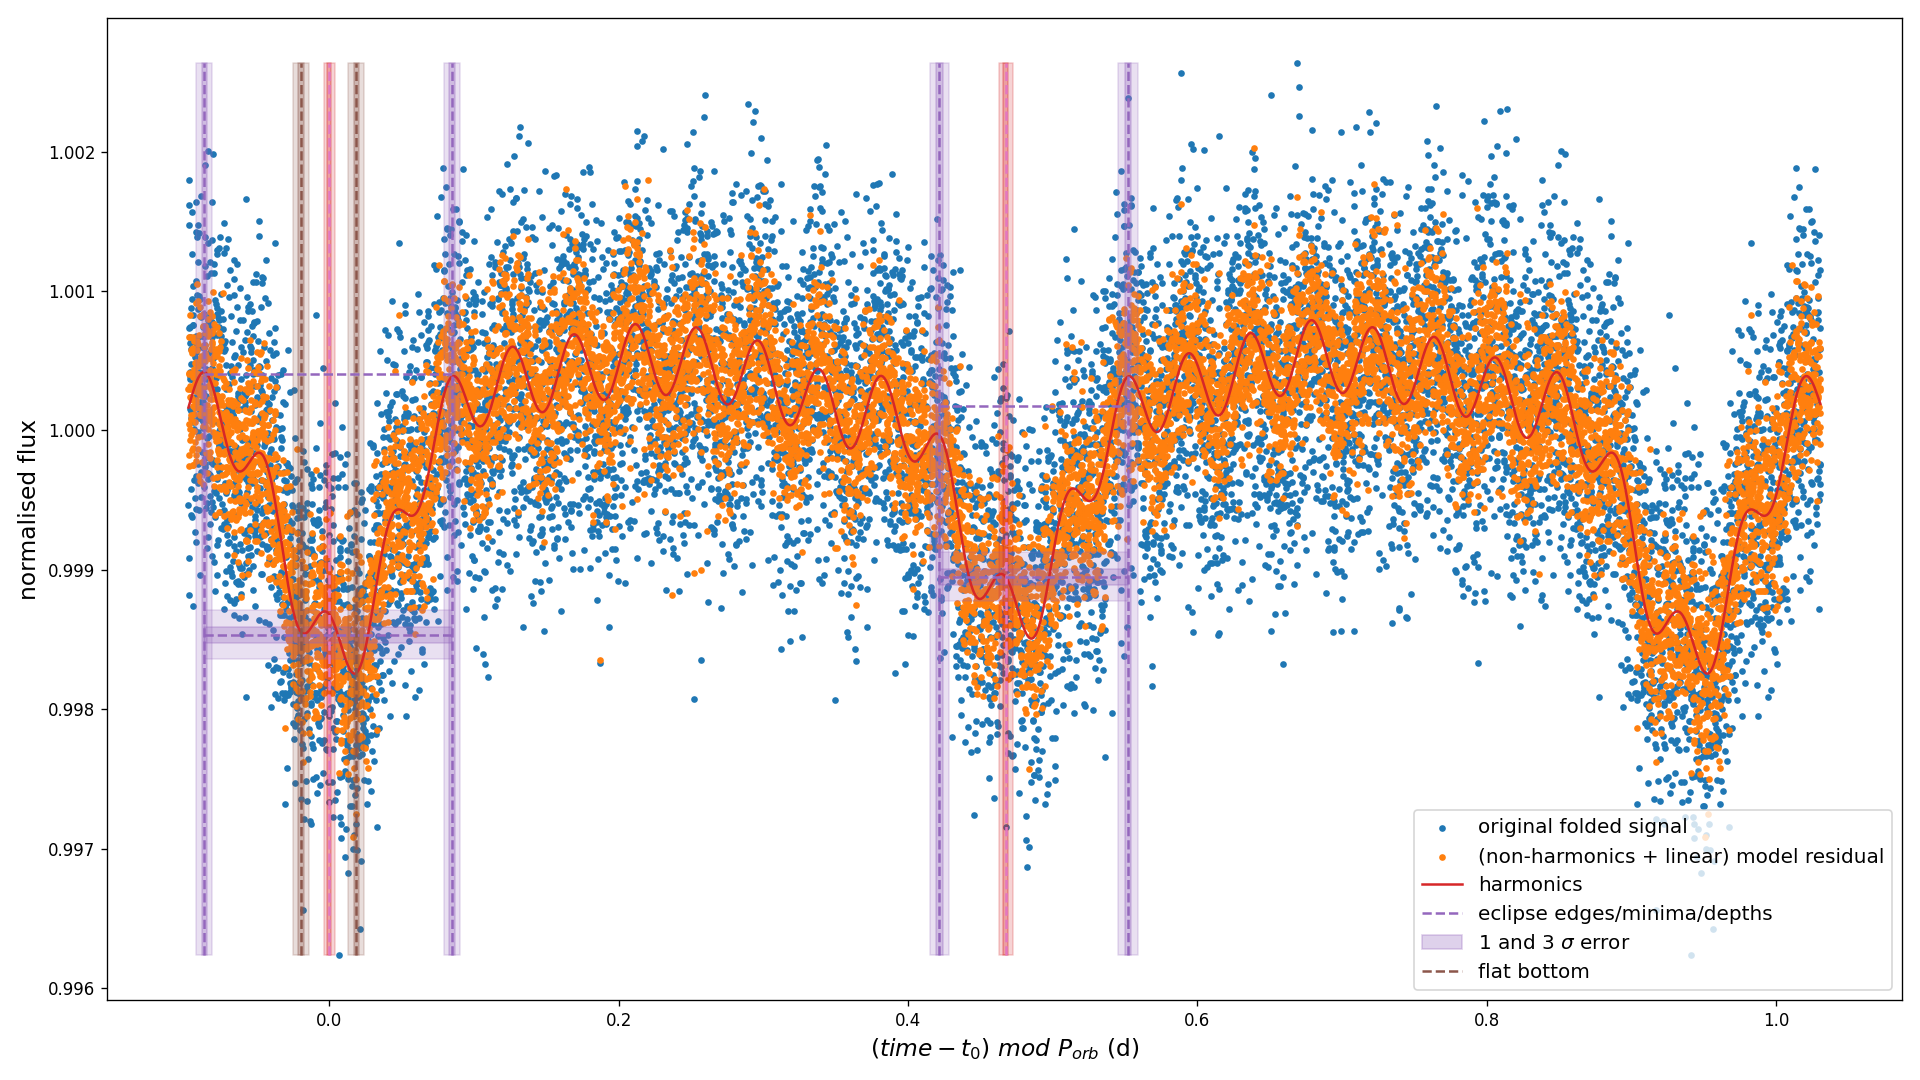 normalised flux
1.002
1.001
1.000
0.999
0.998
0.997
0.996
0.0
0.2
0.4
0.6
0.8
1.0
(time − t₀) mod Pₒᵣᵦ (d)
original folded signal
(non-harmonics + linear) model residual
harmonics
eclipse edges/minima/depths
1 and 3 σ error
flat bottom